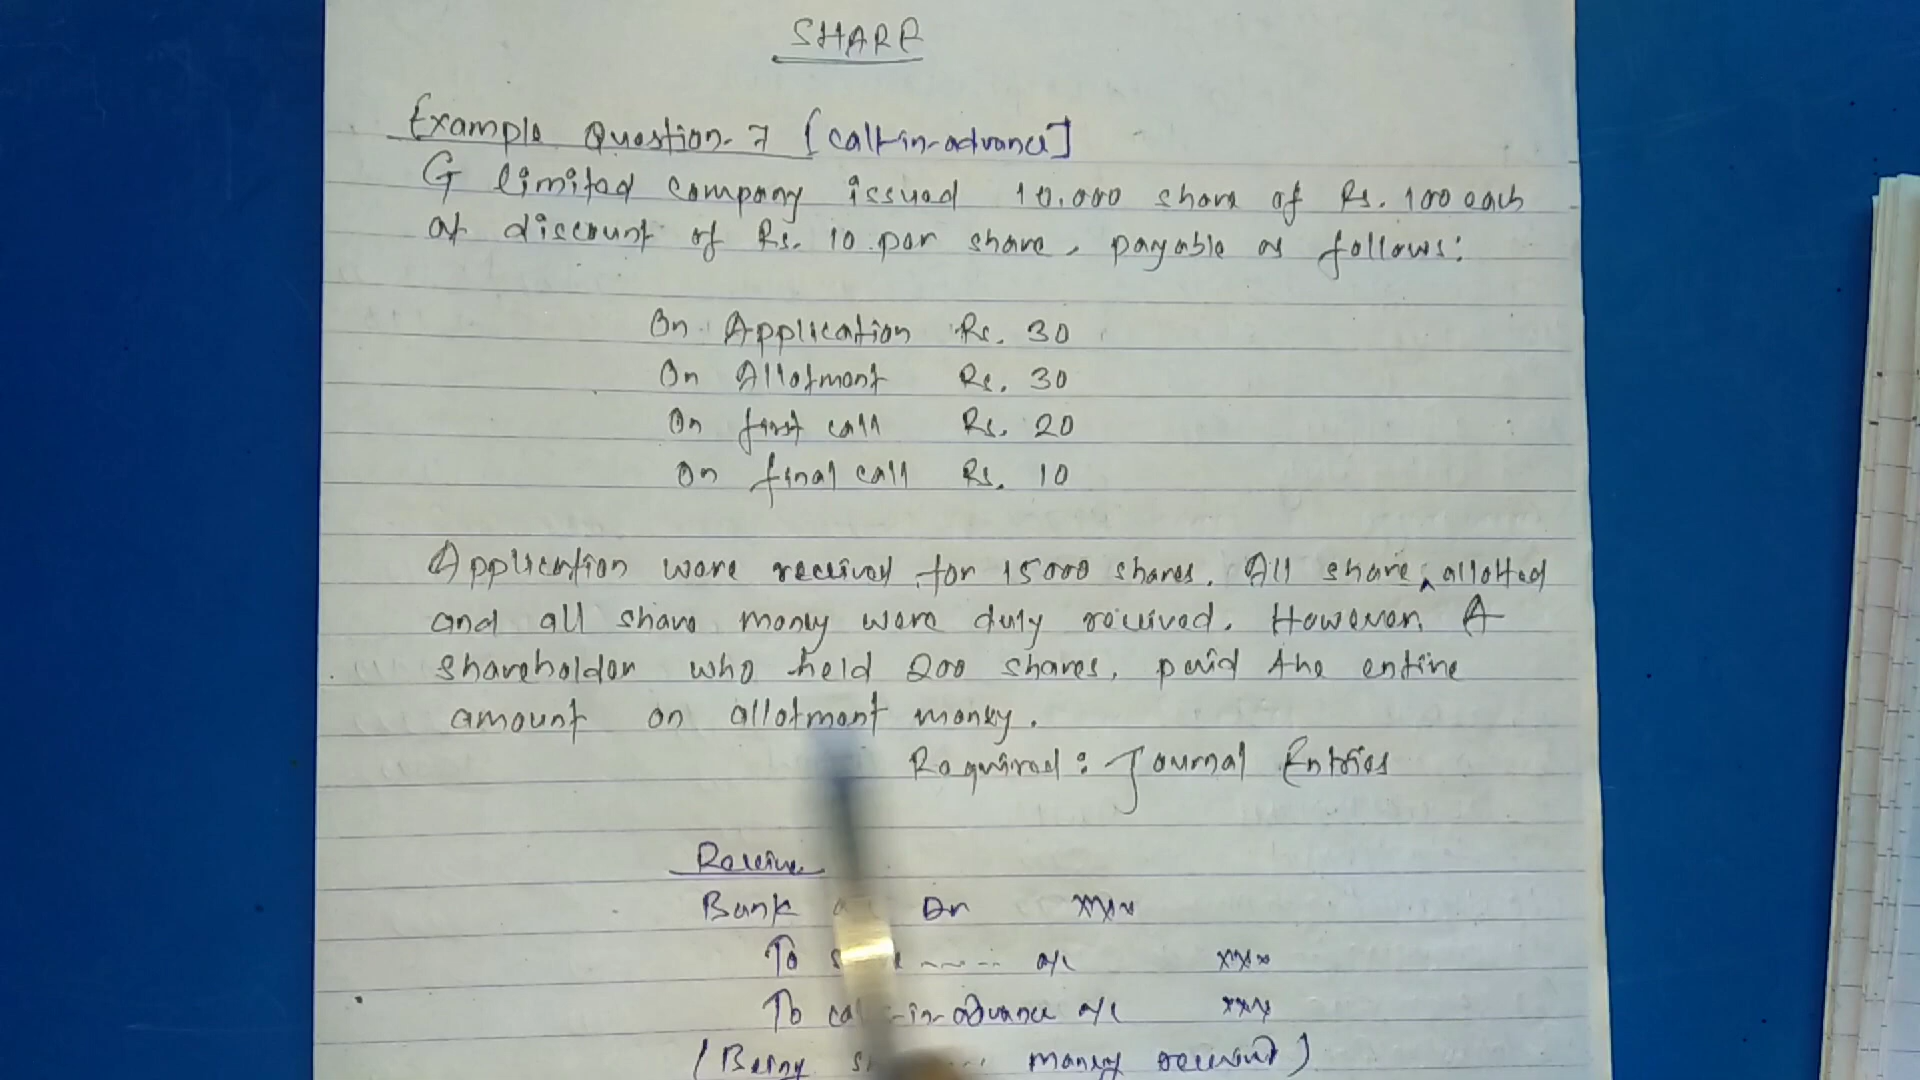 SHARE
Example Question-7 [call-in-advance]
G limited company issued 10,000 share of Rs. 100 each
at discount of Rs. 10 per share, payable as follows:
On Application Rs. 30
On Allotment Rs. 30
On first call Rs. 20
On final call Rs. 10
Application were received for 15000 shares. All share allotted
and all share money were duly received. However, A
shareholder who held 200 shares, paid the entire
amount on allotment money.
Required: Journal Entries
Receive
Bank Dr xxx
To ..... a/c xxx
To call-in-advance a/c xxx
(Being .... money received)